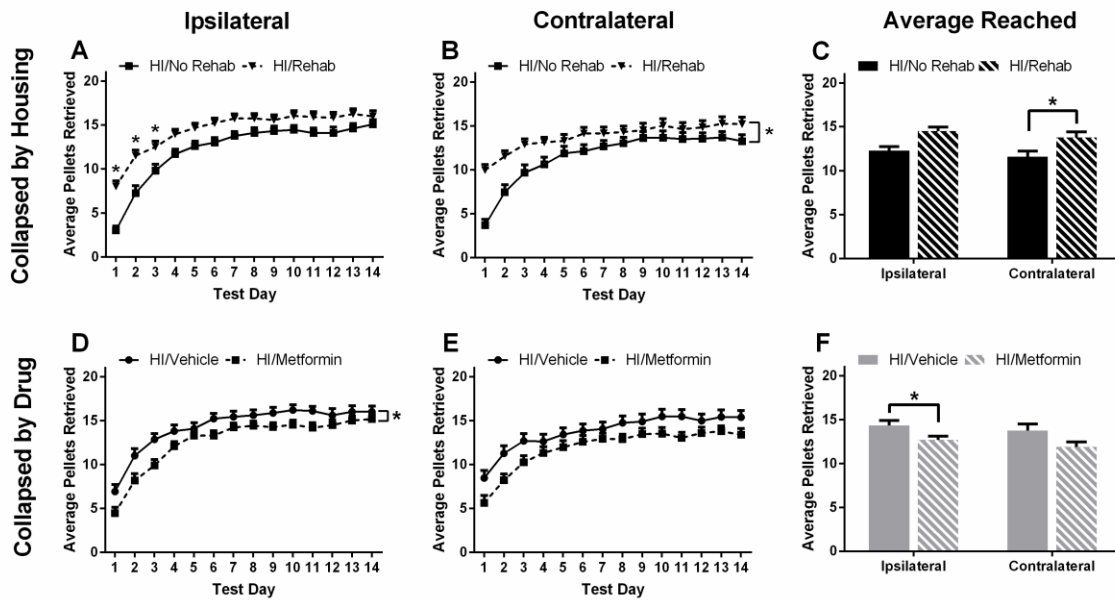 Ipsilateral
Contralateral
Average Reached
Collapsed by Housing
A
HI/No Rehab HI/Rehab
Average Pellets Retrieved
20
15
10
5
0
* * *
1 2 3 4 5 6 7 8 9 10 11 12 13 14
Test Day
B
HI/No Rehab HI/Rehab
Average Pellets Retrieved
20
15
10
5
0
*
1 2 3 4 5 6 7 8 9 10 11 12 13 14
Test Day
C
HI/No Rehab HI/Rehab
Average Pellets Retrieved
20
15
10
5
0
*
Ipsilateral Contralateral
Collapsed by Drug
D
HI/Vehicle HI/Metformin
Average Pellets Retrieved
20
15
10
5
0
*
1 2 3 4 5 6 7 8 9 10 11 12 13 14
Test Day
E
HI/Vehicle HI/Metformin
Average Pellets Retrieved
20
15
10
5
0
1 2 3 4 5 6 7 8 9 10 11 12 13 14
Test Day
F
HI/Vehicle HI/Metformin
Average Pellets Retrieved
20
15
10
5
0
*
Ipsilateral Contralateral